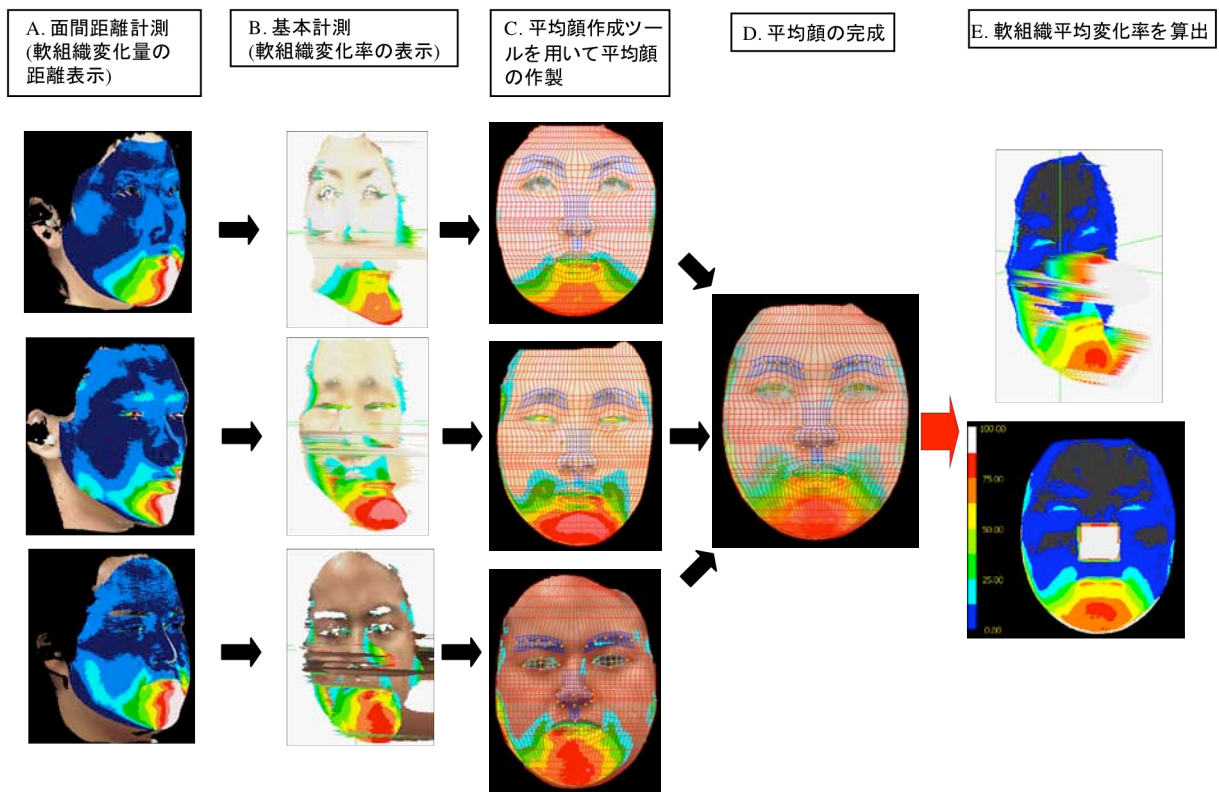 A. 面間距離計測
(軟組織変化量の
距離表示)
B. 基本計測
(軟組織変化率の表示)
C. 平均顔作成ツー
ルを用いて平均顔
の作製
D. 平均顔の完成
E. 軟組織平均変化率を算出
100.00
75.00
50.00
25.00
0.00